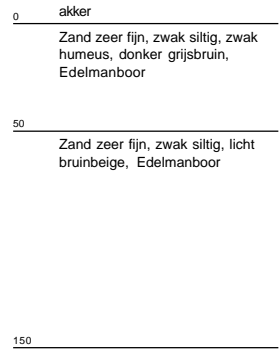 akker
0
Zand zeer fijn, zwak siltig, zwak
humeus, donker grijsbruin,
Edelmanboor
50
Zand zeer fijn, zwak siltig, licht
bruinbeige, Edelmanboor
150